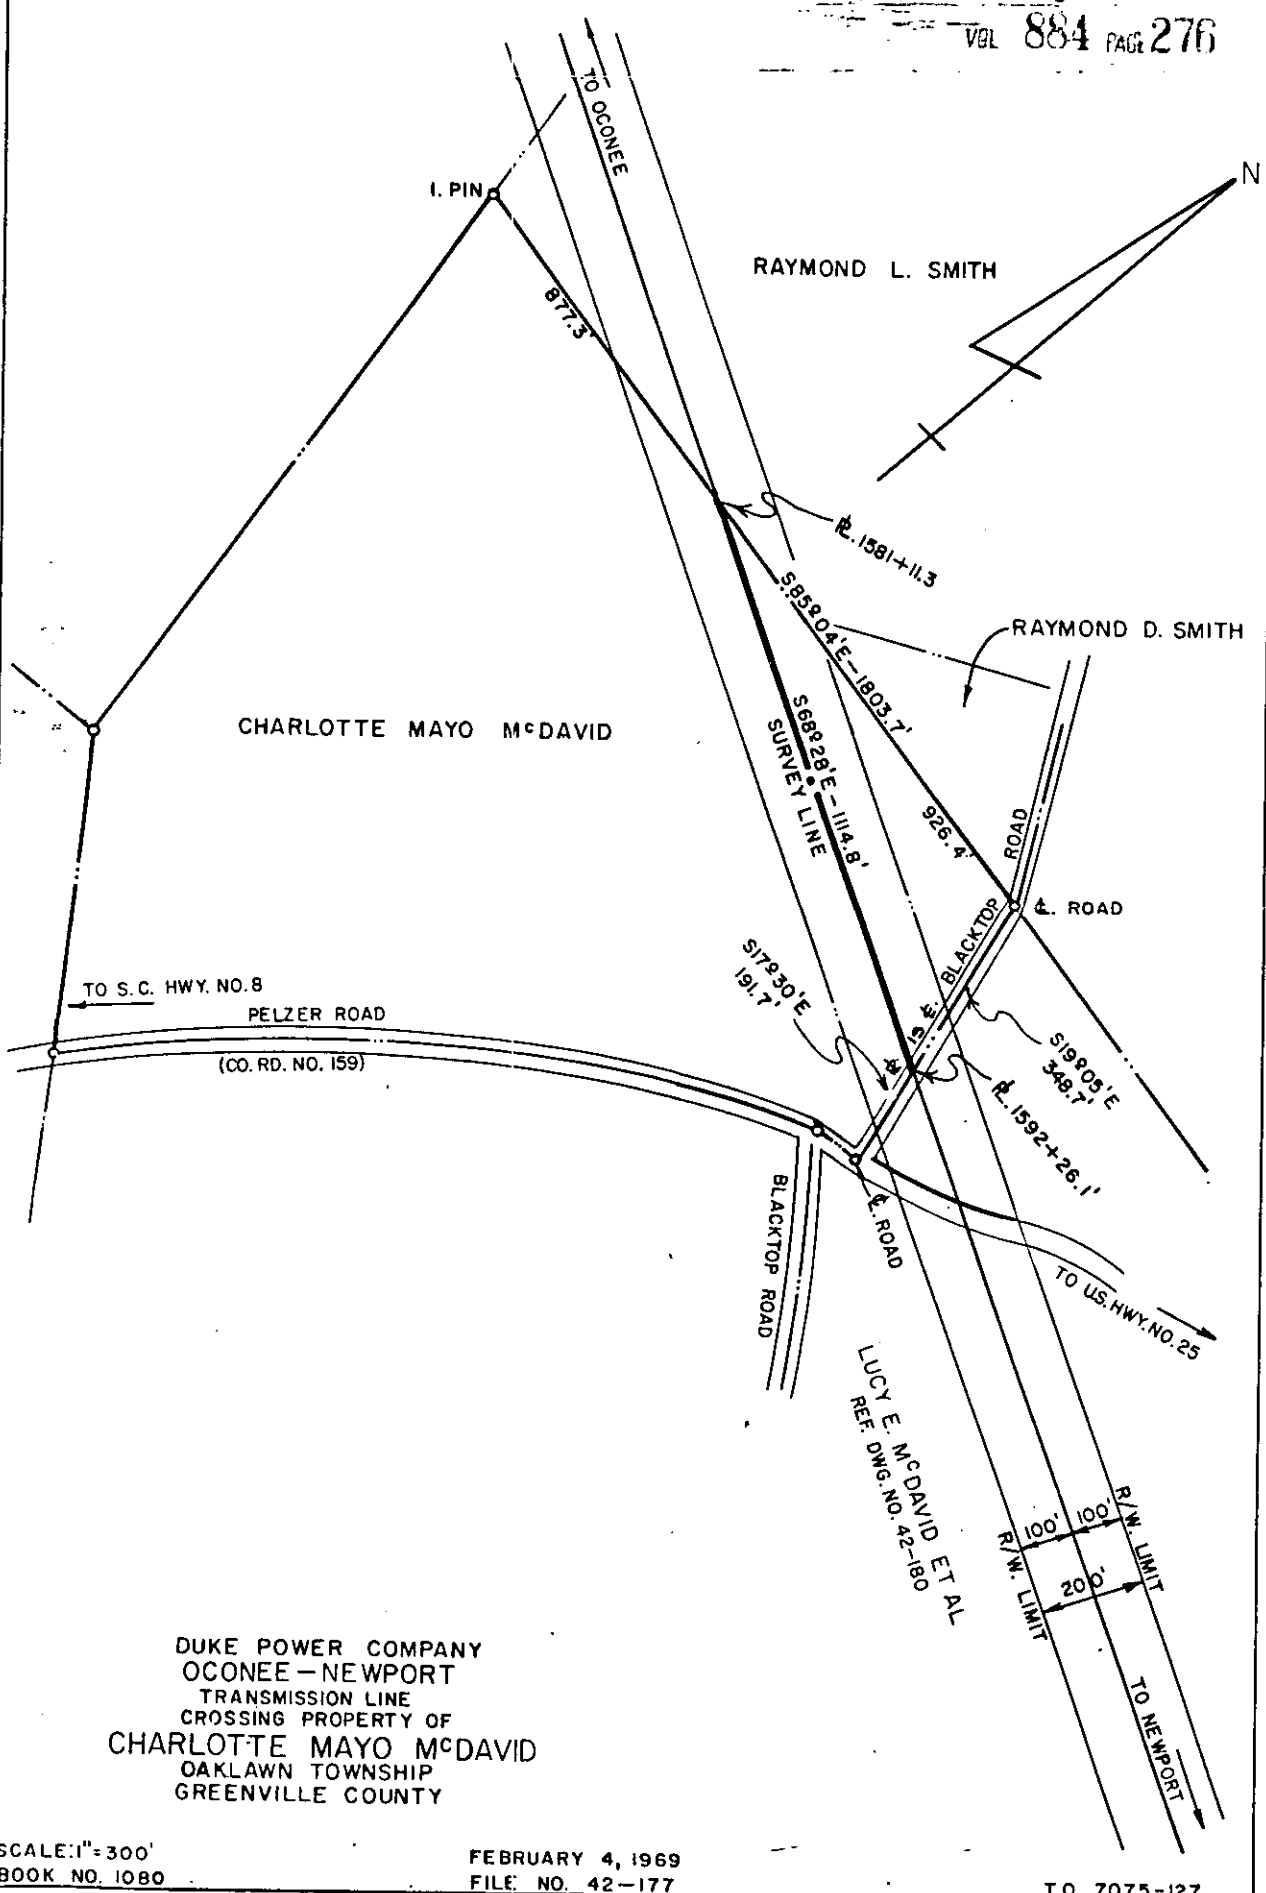 VOL 884 PAGE 276
TO OCONEE
I. PIN
N
RAYMOND L. SMITH
877.3'
P.L. 1581+11.3
S85°04'E-1803.7'
RAYMOND D. SMITH
CHARLOTTE MAYO McDAVID
S68°28'E-1114.8'
SURVEY LINE
926.4'
ROAD
C.L. ROAD
BLACKTOP
S17°30'E
191.7'
TO S.C. HWY. NO. 8
PELZER ROAD
(CO. RD. NO. 159)
S19°05'E
348.7'
P.L. 1592+26.1'
BLACKTOP ROAD
C.L. ROAD
TO U.S. HWY. NO. 25
LUCY E. McDAVID ET AL
REF. DWG. NO. 42-180
R/W. LIMIT
100'
100'
R/W. LIMIT
200'
TO NEWPORT
DUKE POWER COMPANY
OCONEE-NEWPORT
TRANSMISSION LINE
CROSSING PROPERTY OF
CHARLOTTE MAYO McDAVID
OAKLAWN TOWNSHIP
GREENVILLE COUNTY
SCALE: 1"=300'
BOOK NO. 1080
FEBRUARY 4, 1969
FILE NO. 42-177
T.O. 7075-127